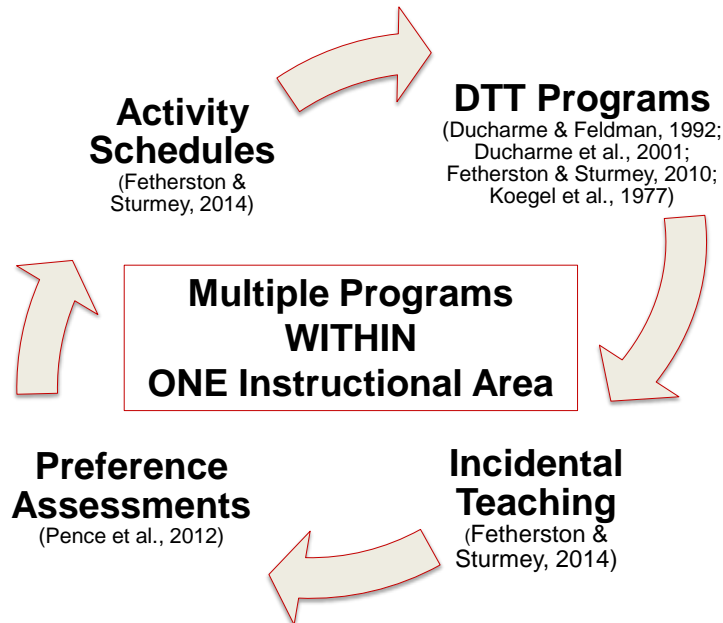 Activity
Schedules
(Fetherston &
Sturmey, 2014)
DTT Programs
(Ducharme & Feldman, 1992;
Ducharme et al., 2001;
Fetherston & Sturmey, 2010;
Koegel et al., 1977)
Multiple Programs
WITHIN
ONE Instructional Area
Preference
Assessments
(Pence et al., 2012)
Incidental
Teaching
(Fetherston &
Sturmey, 2014)